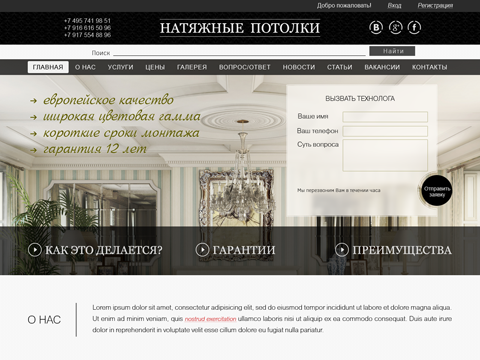 Добро пожаловать! Вход Регистрация
+7 495 741 98 51
+7 916 616 50 96
+7 917 554 88 96
НАТЯЖНЫЕ ПОТОЛКИ
Поиск
Найти
ГЛАВНАЯ О НАС УСЛУГИ ЦЕНЫ ГАЛЕРЕЯ ВОПРОС/ОТВЕТ НОВОСТИ СТАТЬИ ВАКАНСИИ КОНТАКТЫ
европейское качество
широкая цветовая гамма
короткие сроки монтажа
гарантия 12 лет
ВЫЗВАТЬ ТЕХНОЛОГА
Ваше имя
Ваш телефон
Суть вопроса
Мы перезвоним Вам в течении часа
Отправить
заявку
КАК ЭТО ДЕЛАЕТСЯ? ГАРАНТИИ ПРЕИМУЩЕСТВА
О НАС
Lorem ipsum dolor sit amet, consectetur adipisicing elit, sed do eiusmod tempor incididunt ut labore et dolore magna aliqua.
Ut enim ad minim veniam, quis nostrud exercitation ullamco laboris nisi ut aliquip ex ea commodo consequat. Duis aute irure
dolor in reprehenderit in voluptate velit esse cillum dolore eu fugiat nulla pariatur.